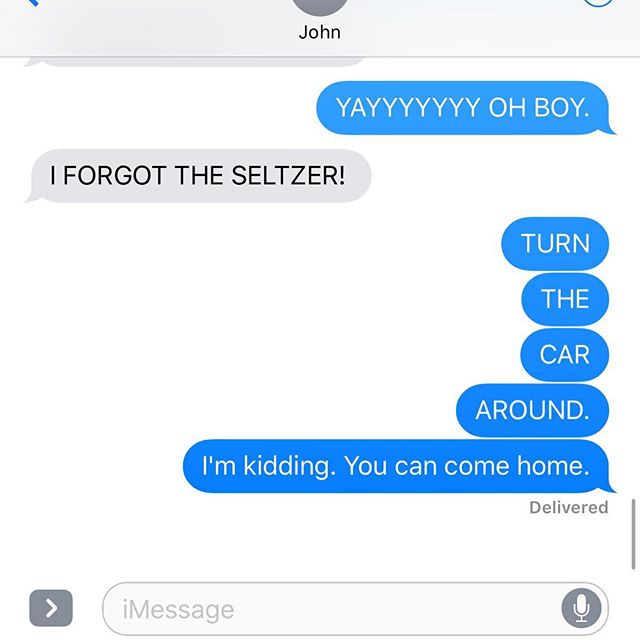 John
YAYYYYYYY OH BOY.
I FORGOT THE SELTZER!
TURN
THE
CAR
AROUND.
I'm kidding. You can come home.
Delivered
iMessage